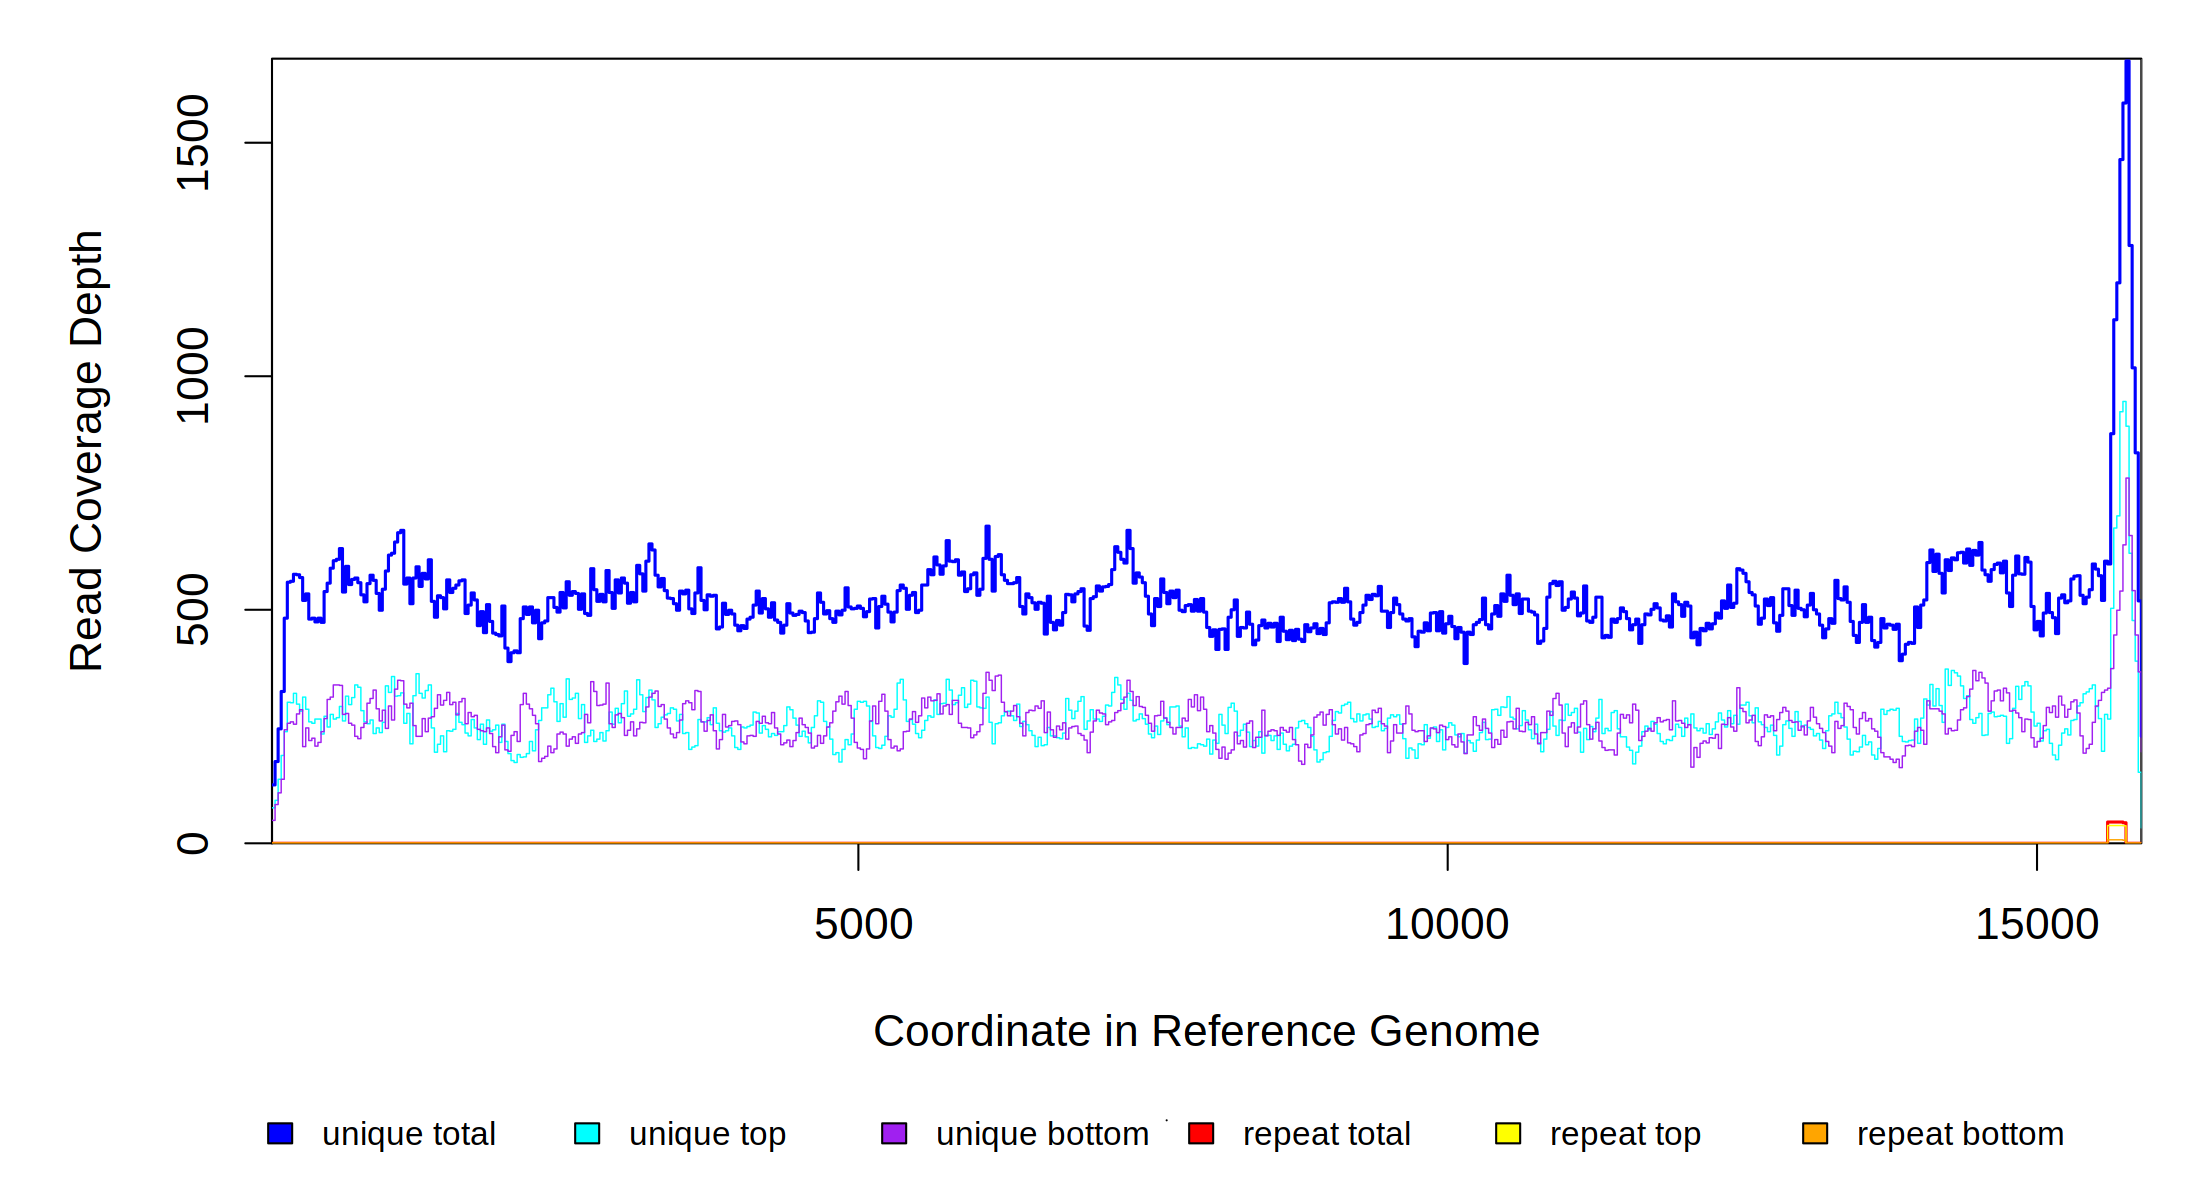 1500
1000
500
0
Read Coverage Depth
5000 10000 15000
Coordinate in Reference Genome
unique total unique top unique bottom repeat total repeat top repeat bottom